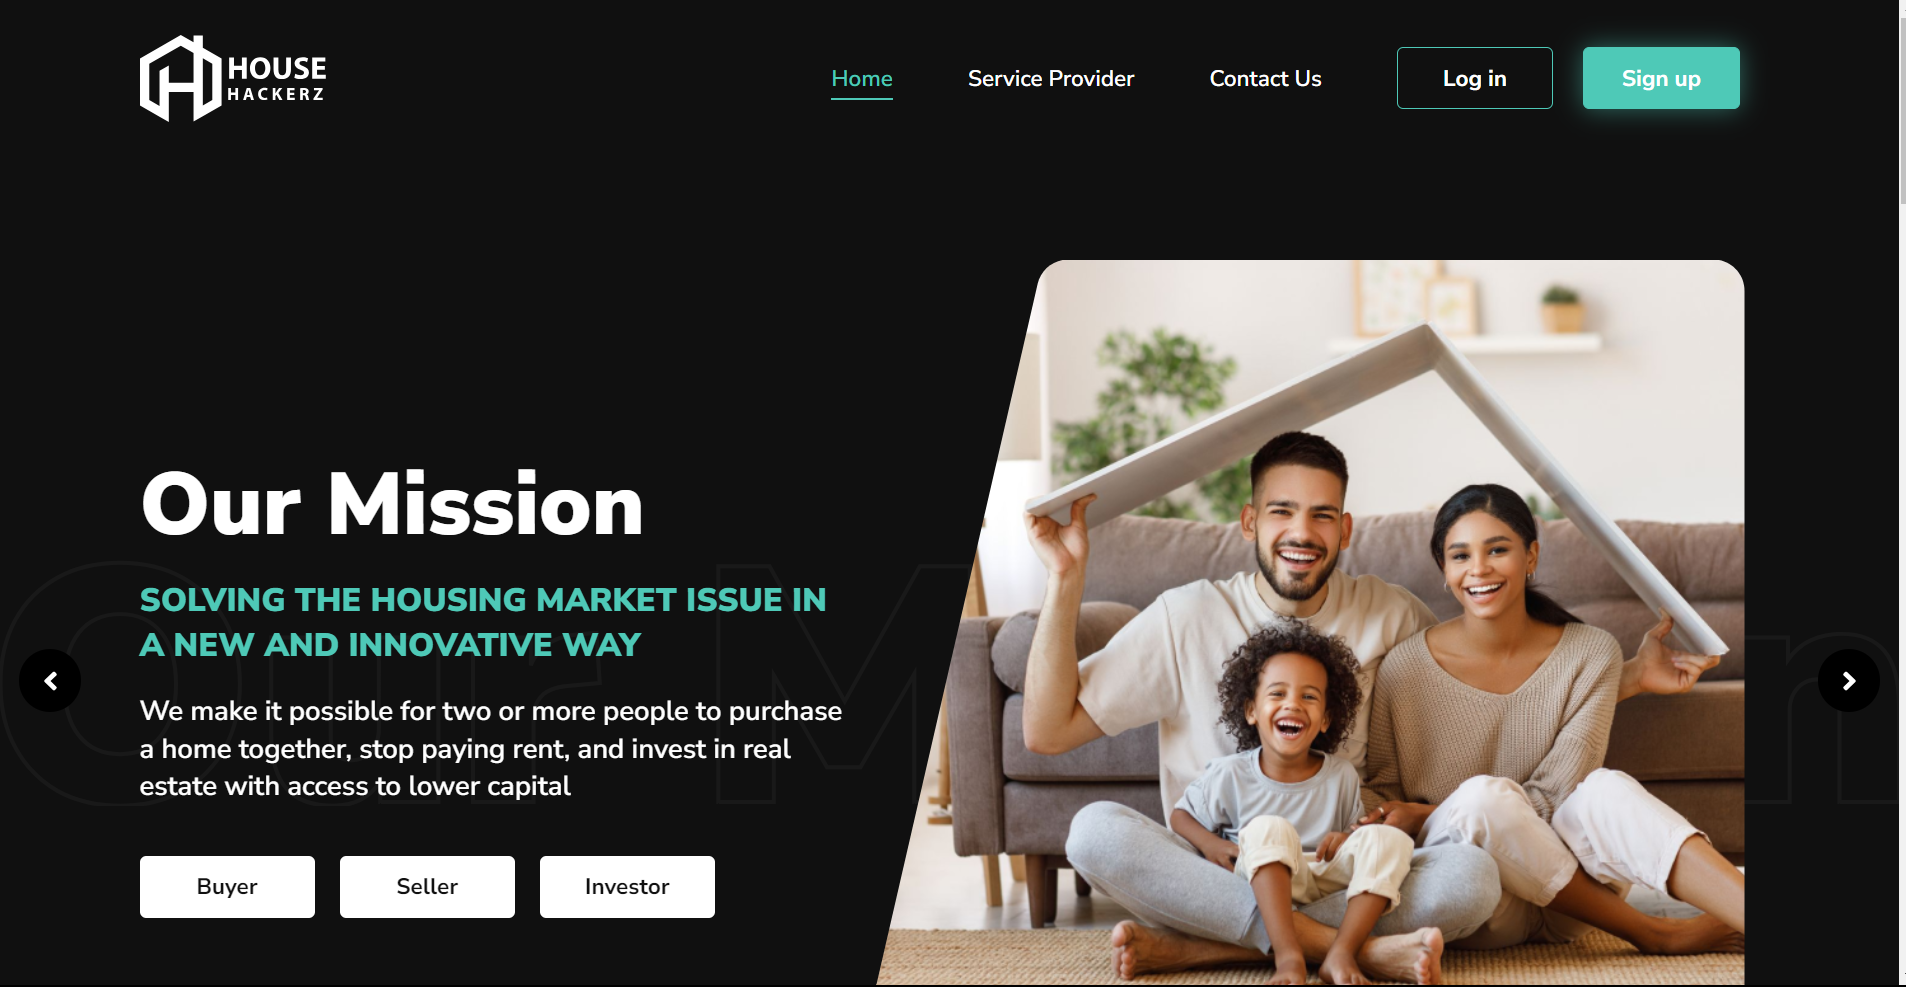 HOUSE
HACKERZ
Home
Service Provider
Contact Us
Log in
Sign up
Our Mission
SOLVING THE HOUSING MARKET ISSUE IN
A NEW AND INNOVATIVE WAY
We make it possible for two or more people to purchase
a home together, stop paying rent, and invest in real
estate with access to lower capital
Buyer
Seller
Investor